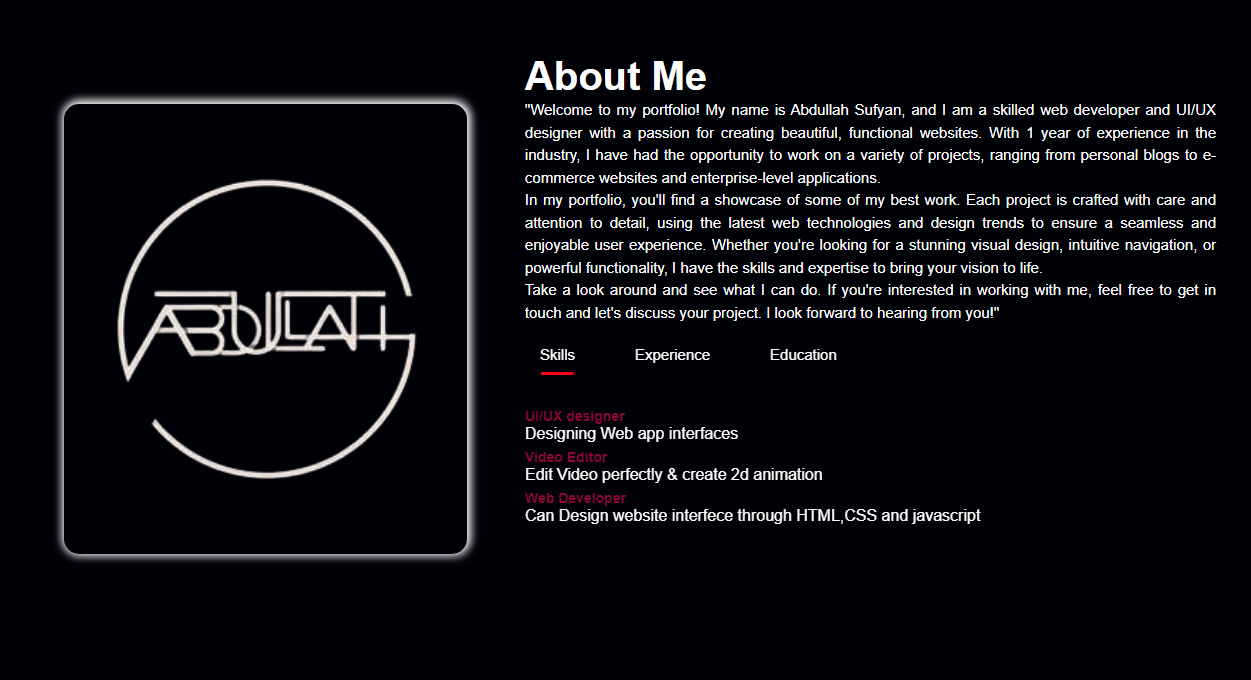 ABDULLAH
About Me
"Welcome to my portfolio! My name is Abdullah Sufyan, and I am a skilled web developer and UI/UX
designer with a passion for creating beautiful, functional websites. With 1 year of experience in the
industry, I have had the opportunity to work on a variety of projects, ranging from personal blogs to e-
commerce websites and enterprise-level applications.
In my portfolio, you'll find a showcase of some of my best work. Each project is crafted with care and
attention to detail, using the latest web technologies and design trends to ensure a seamless and
enjoyable user experience. Whether you're looking for a stunning visual design, intuitive navigation, or
powerful functionality, I have the skills and expertise to bring your vision to life.
Take a look around and see what I can do. If you're interested in working with me, feel free to get in
touch and let's discuss your project. I look forward to hearing from you!"
Skills Experience Education
UI/UX designer
Designing Web app interfaces
Video Editor
Edit Video perfectly & create 2d animation
Web Developer
Can Design website interfece through HTML,CSS and javascript